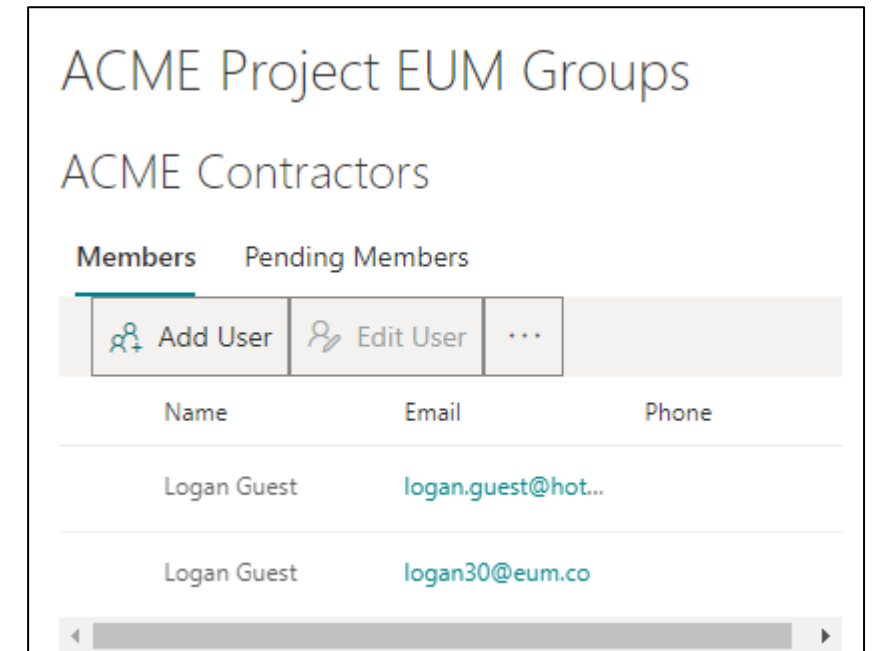 ACME Project EUM Groups
ACME Contractors
Members Pending Members
Add User Edit User ...
Name Email Phone
Logan Guest logan.guest@hot...
Logan Guest logan30@eum.co